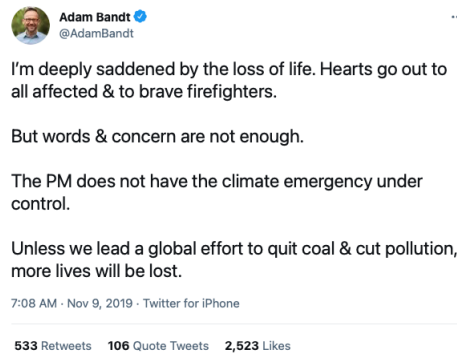 Adam Bandt
@AdamBandt
I'm deeply saddened by the loss of life. Hearts go out to
all affected & to brave firefighters.
But words & concern are not enough.
The PM does not have the climate emergency under
control.
Unless we lead a global effort to quit coal & cut pollution,
more lives will be lost.
7:08 AM · Nov 9, 2019 · Twitter for iPhone
533 Retweets 106 Quote Tweets 2,523 Likes